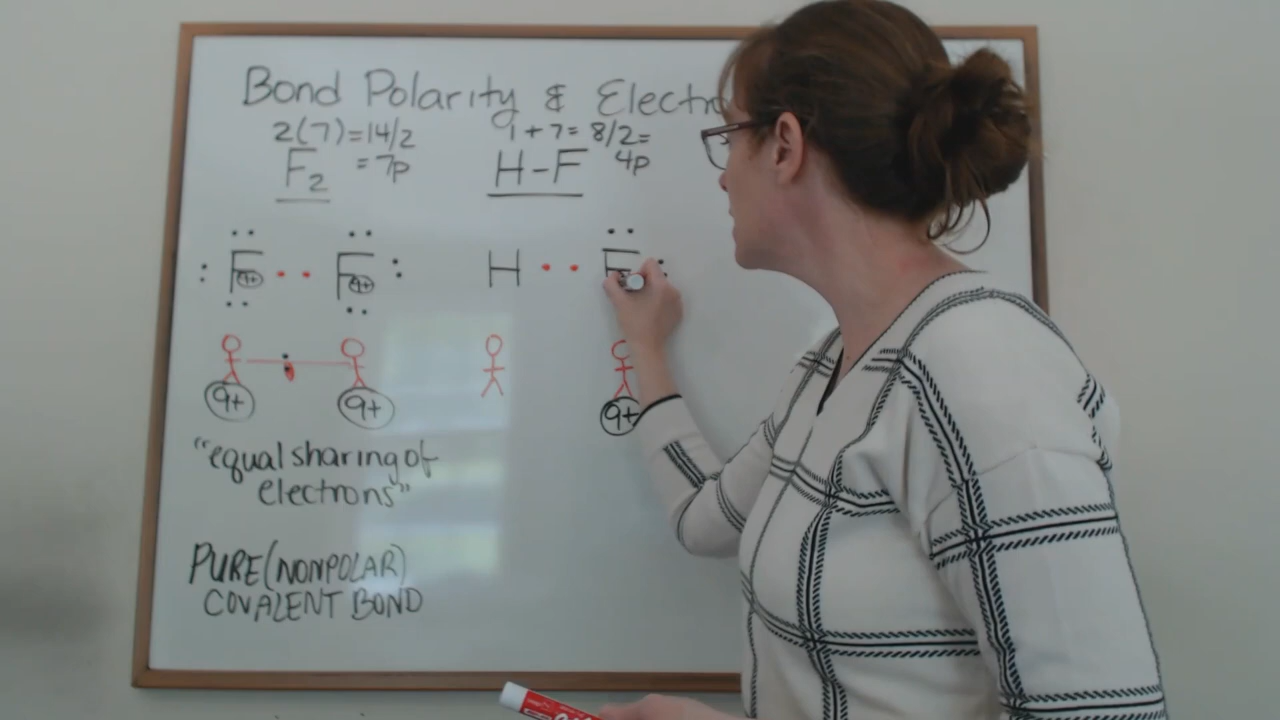 Bond Polarity & Electro
2(7)=14/2
= 7p
F2
1 + 7 = 8/2=
4p
H-F
: F 9+ . . F 9+ :
H . . F :
9+ 9+
9+
"equal sharing of
electrons"
PURE (NONPOLAR)
COVALENT BOND